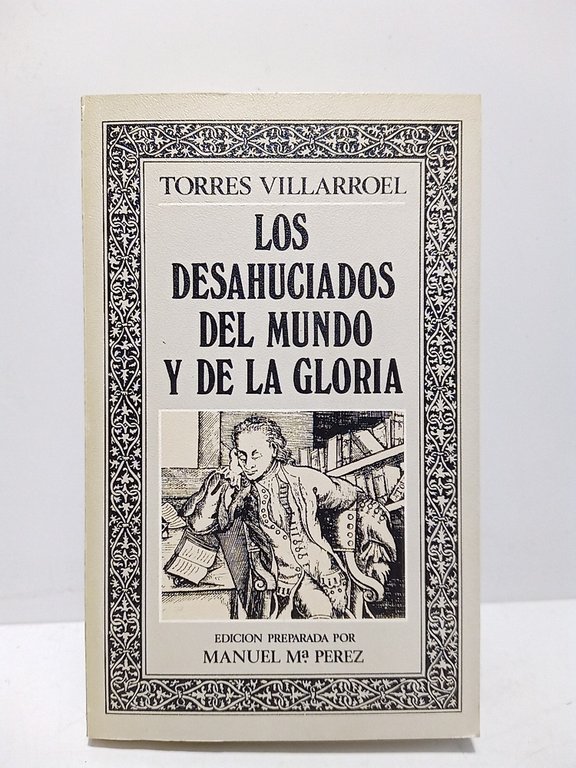 TORRES VILLARROEL
LOS
DESAHUCIADOS
DEL MUNDO
Y DE LA GLORIA
EDICION PREPARADA POR
MANUEL Mª PEREZ